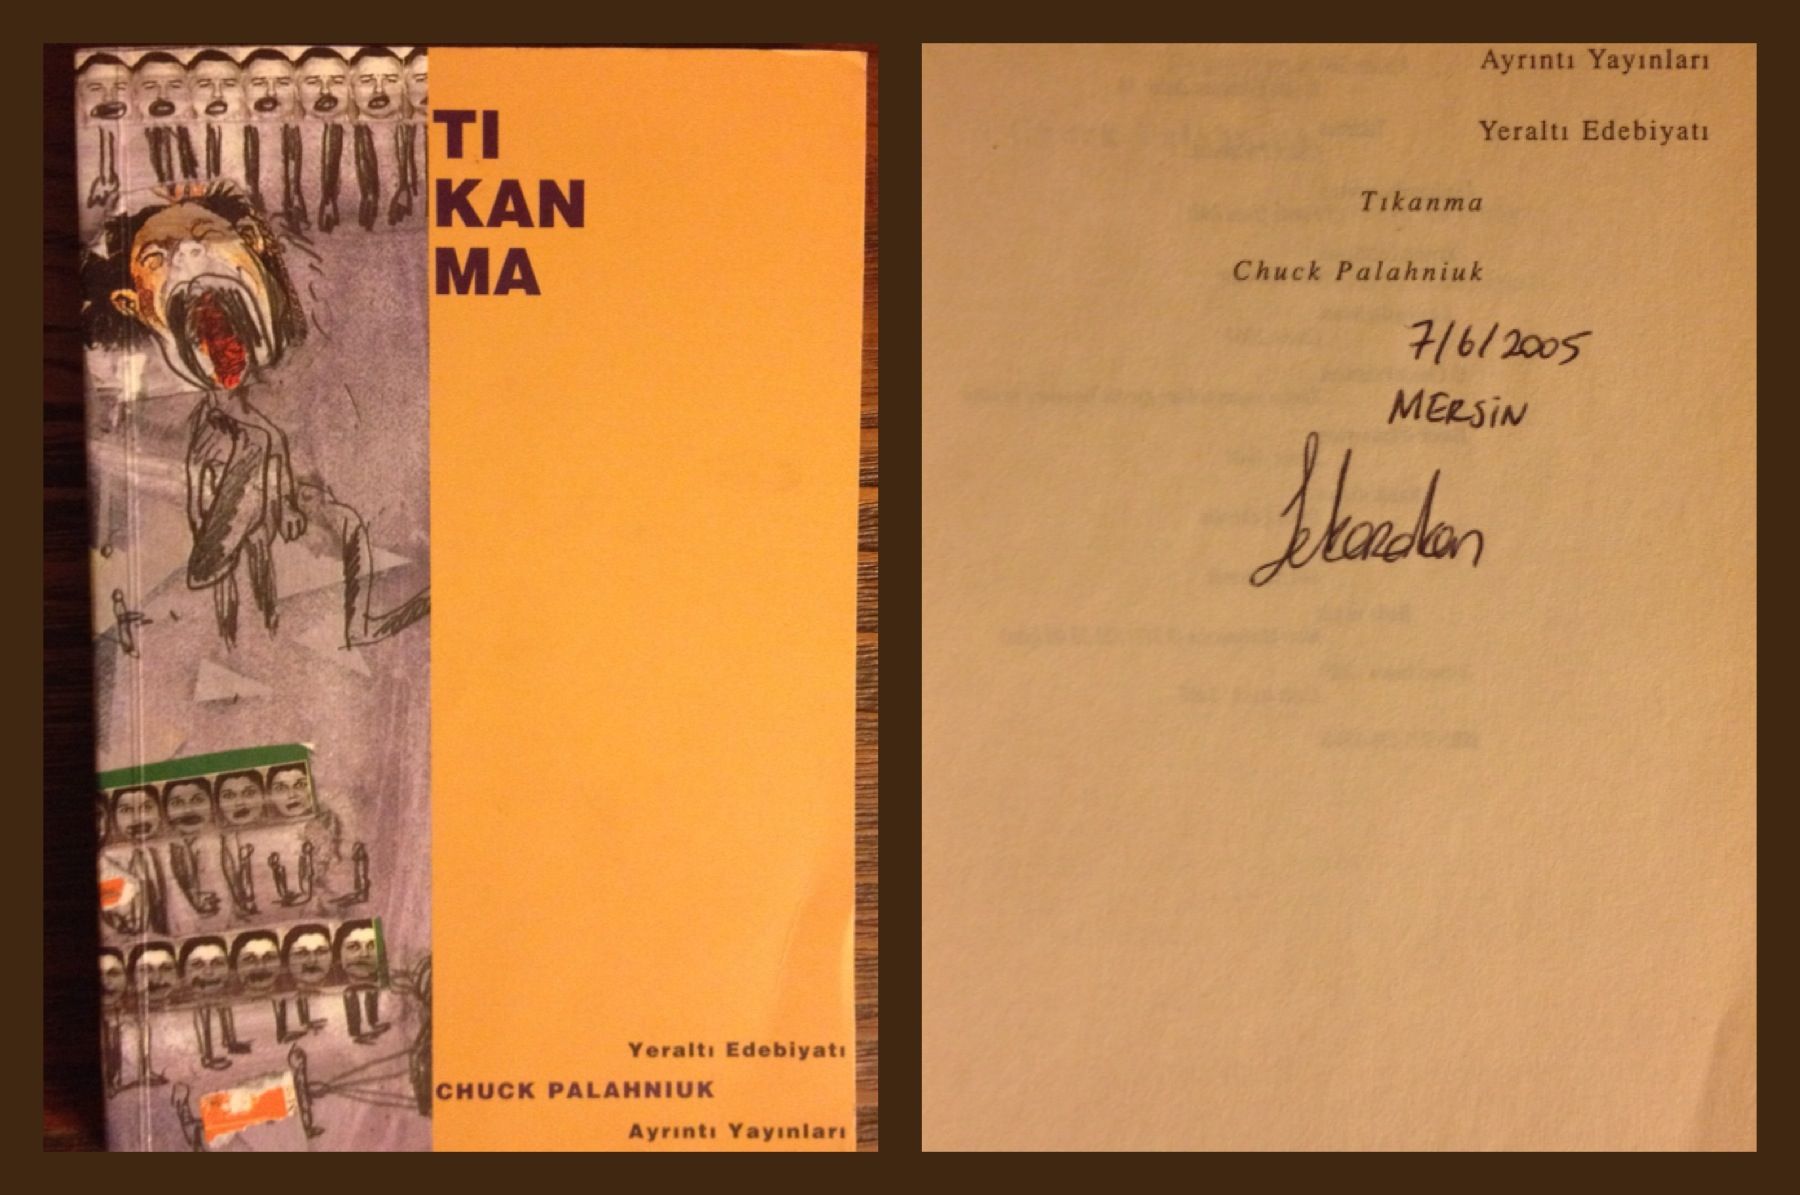 TI
KAN
MA
Yeraltı Edebiyatı
CHUCK PALAHNIUK
Ayrıntı Yayınları
Ayrıntı Yayınları
Yeraltı Edebiyatı
Tıkanma
Chuck Palahniuk
7/6/2005
MERSiN